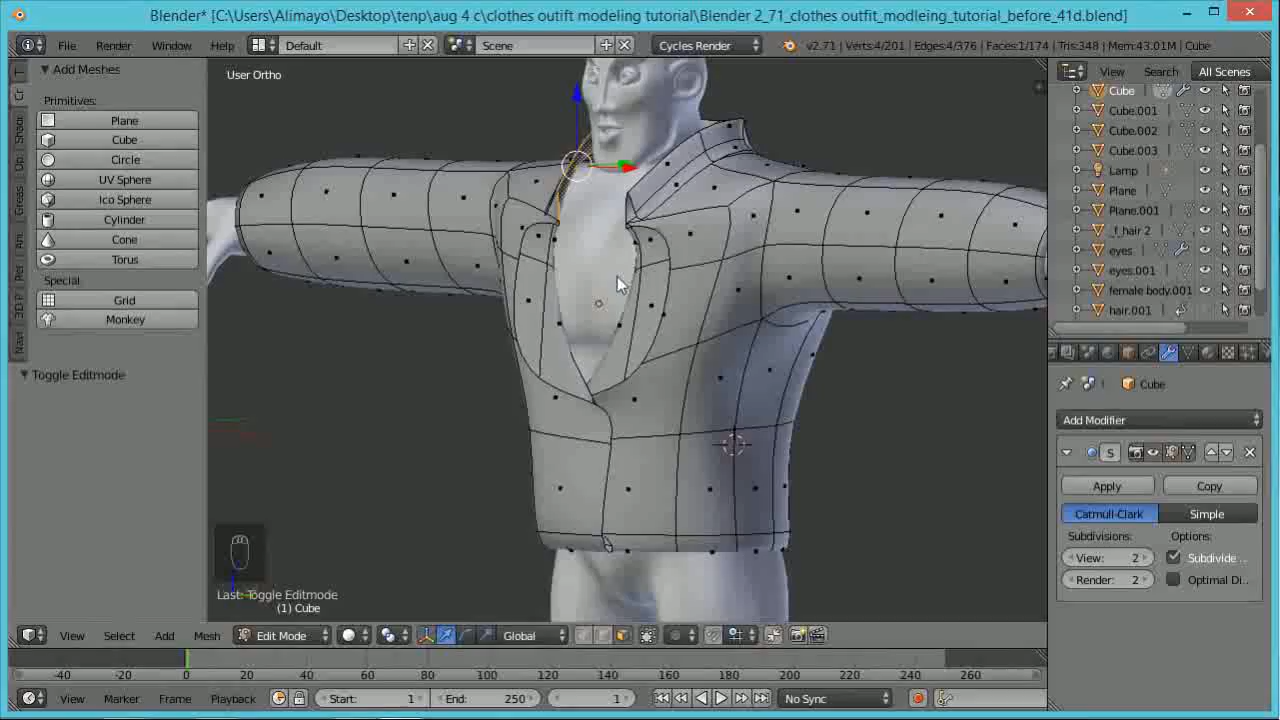 Blender* [C:\Users\Alimayo\Desktop\tenp\aug 4 c\clothes outift modeling tutorial\Blender 2_71_clothes outfit_modleing_tutorial_before_41d.blend]
File Render Window Help Default Scene Cycles Render v2.71 | Verts:4/201 | Edges:4/376 | Faces:1/174 | Tris:348 | Mem:43.01M | Cube
Add Meshes
Primitives:
Plane
Cube
Circle
UV Sphere
Ico Sphere
Cylinder
Cone
Torus
Special:
Grid
Monkey
Toggle Editmode
User Ortho
Last: Toggle Editmode
(1) Cube
View Search All Scenes
Cube
Cube.001
Cube.002
Cube.003
Lamp
Plane
Plane.001
_f_hair 2
eyes
eyes.001
female body.001
hair.001
Cube
Add Modifier
S
Apply Copy
Catmull-Clark Simple
Subdivisions: Options:
View: 2 Subdivide ...
Render: 2 Optimal Di..
View Select Add Mesh Edit Mode Global
-40 -20 0 20 40 60 80 100 120 140 160 180 200 220 240 260
View Marker Frame Playback Start: 1 End: 250 1 No Sync